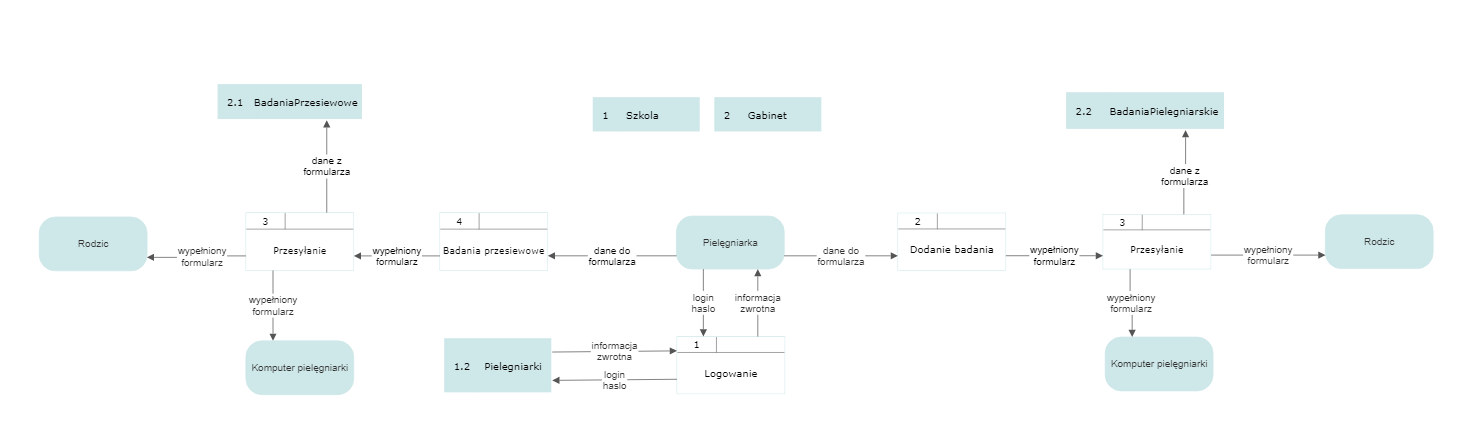 2.1 BadaniaPrzesiewowe
1 Szkola
2 Gabinet
2.2 BadaniaPielegniarskie
dane z
formularza
dane z
formularza
Rodzic
wypełniony
formularz
3
Przesyłanie
wypełniony
formularz
4
Badania przesiewowe
dane do
formularza
Pielęgniarka
dane do
formularza
2
Dodanie badania
wypełniony
formularz
3
Przesyłanie
wypełniony
formularz
Rodzic
wypełniony
formularz
login
haslo
informacja
zwrotna
wypełniony
formularz
Komputer pielęgniarki
1.2 Pielegniarki
informacja
zwrotna
login
haslo
1
Logowanie
Komputer pielęgniarki